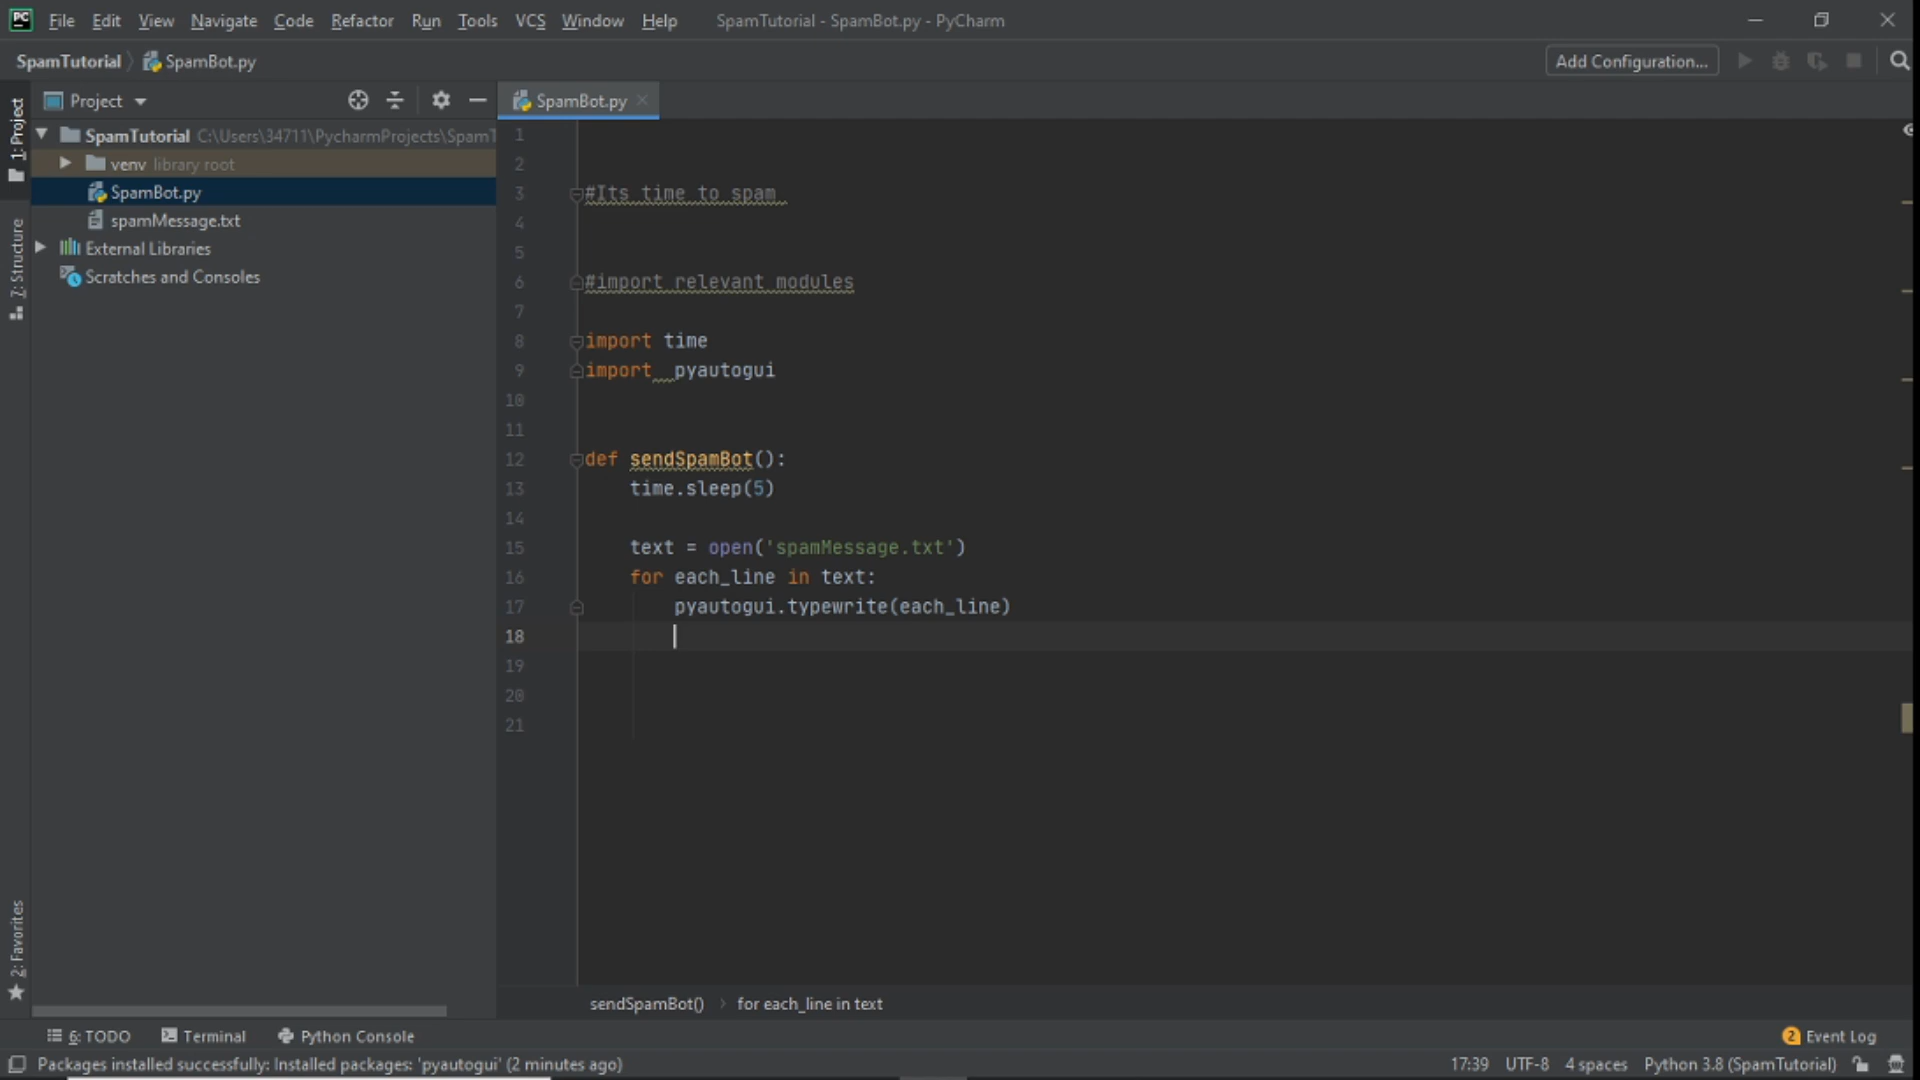 PC File Edit View Navigate Code Refactor Run Tools VCS Window Help SpamTutorial - SpamBot.py - PyCharm
SpamTutorial SpamBot.py Add Configuration...
1: Project
Project
SpamBot.py
SpamTutorial C:\Users\34711\PycharmProjects\SpamT
venv library root
SpamBot.py
spamMessage.txt
External Libraries
Scratches and Consoles
7: Structure
2: Favorites
1
2
3 #Its time to spam
4
5
6 #import relevant modules
7
8 import time
9 import  pyautogui
10
11
12 def sendSpamBot():
13 time.sleep(5)
14
15 text = open('spamMessage.txt')
16 for each_line in text:
17 pyautogui.typewrite(each_line)
18
19
20
21
sendSpamBot() for each_line in text
6: TODO Terminal Python Console 2 Event Log
Packages installed successfully: Installed packages: 'pyautogui' (2 minutes ago) 17:39 UTF-8 4 spaces Python 3.8 (SpamTutorial)